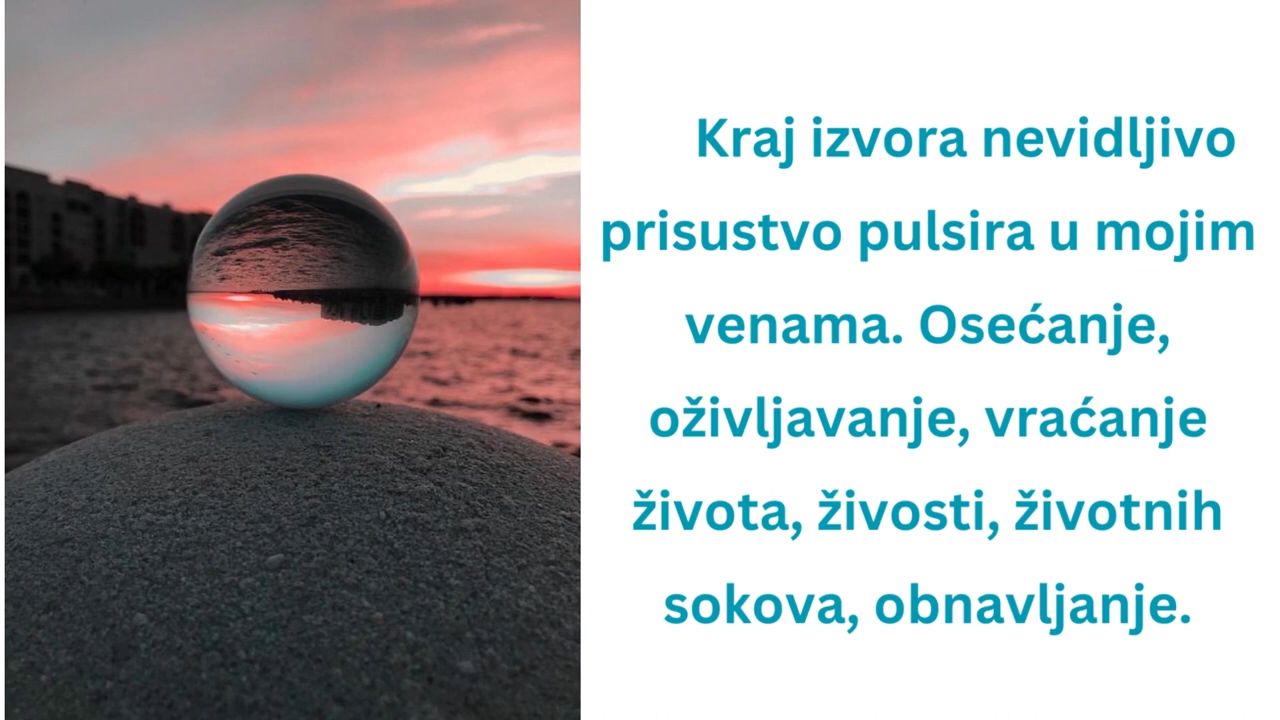 Kraj izvora nevidljivo
prisustvo pulsira u mojim
venama. Osećanje,
oživljavanje, vraćanje
života, živosti, životnih
sokova, obnavljanje.